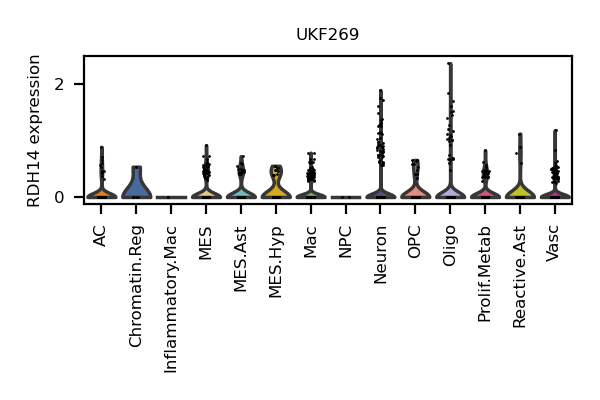 UKF269
RDH14 expression
2
0
AC
Chromatin.Reg
Inflammatory.Mac
MES
MES.Ast
MES.Hyp
Mac
NPC
Neuron
OPC
Oligo
Prolif.Metab
Reactive.Ast
Vasc